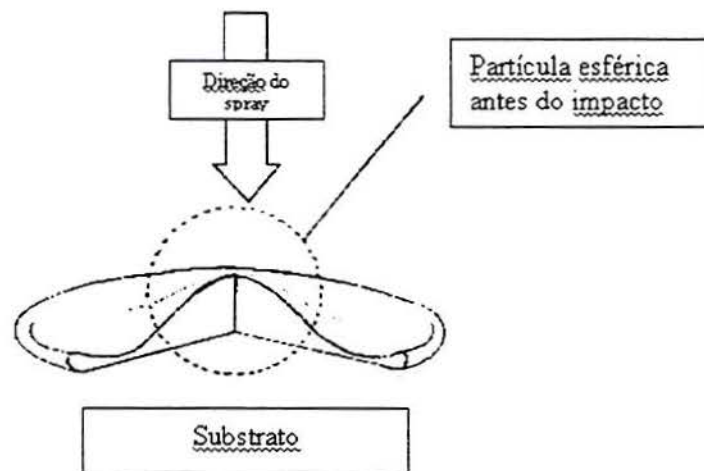 Direção do
spray
Partícula esférica
antes do impacto
Substrato